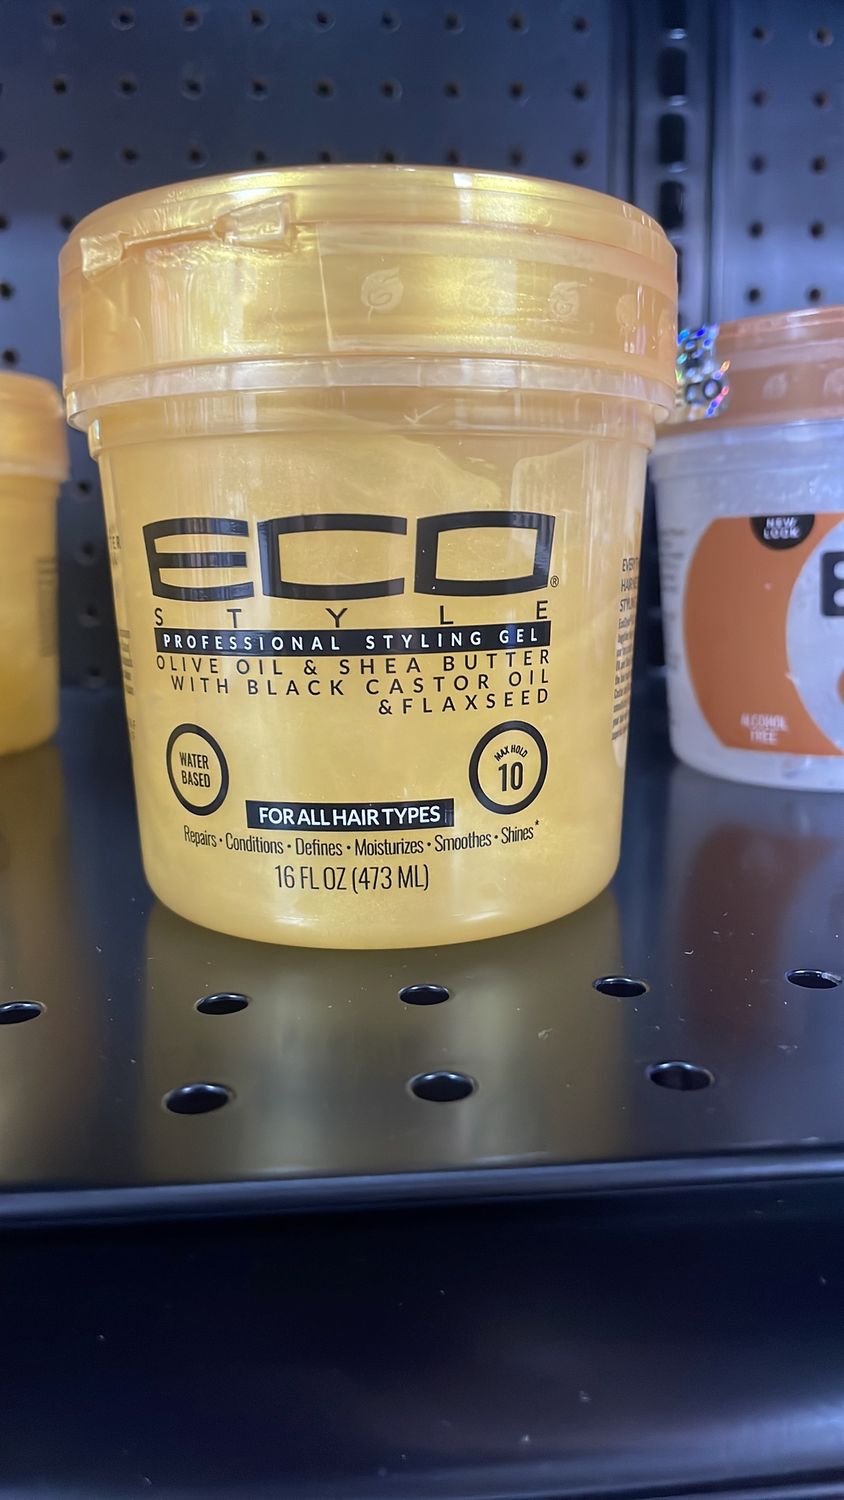 ECO®
STYLE
PROFESSIONAL STYLING GEL
OLIVE OIL & SHEA BUTTER
WITH BLACK CASTOR OIL
&FLAXSEED
WATER
BASED
MAX HOLD
10
FOR ALL HAIR TYPES
Repairs • Conditions • Defines • Moisturizes • Smoothes • Shines*
16 FL OZ (473 ML)
NEW
LOOK
ALCOHOL
FREE